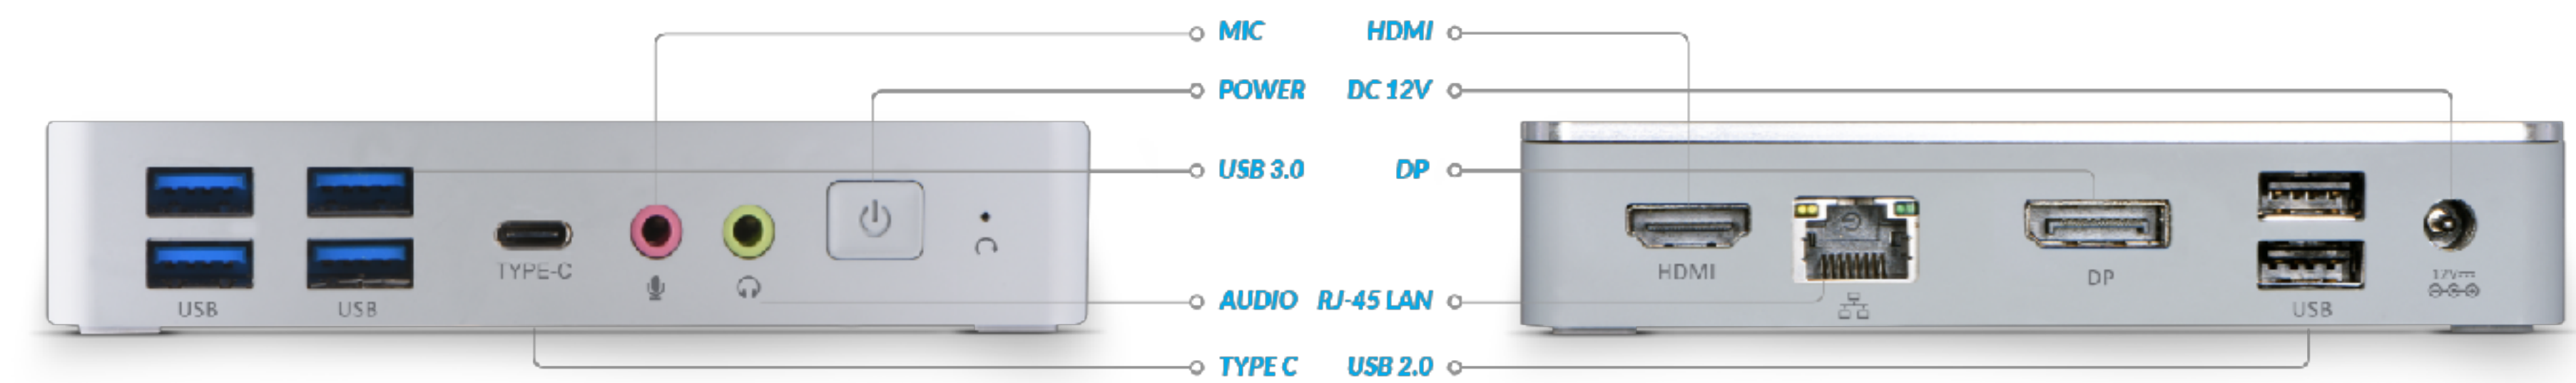 MIC
HDMI
POWER
DC 12V
USB 3.0
DP
TYPE-C
USB
USB
HDMI
DP
USB
12V
AUDIO
RJ-45 LAN
TYPE C
USB 2.0